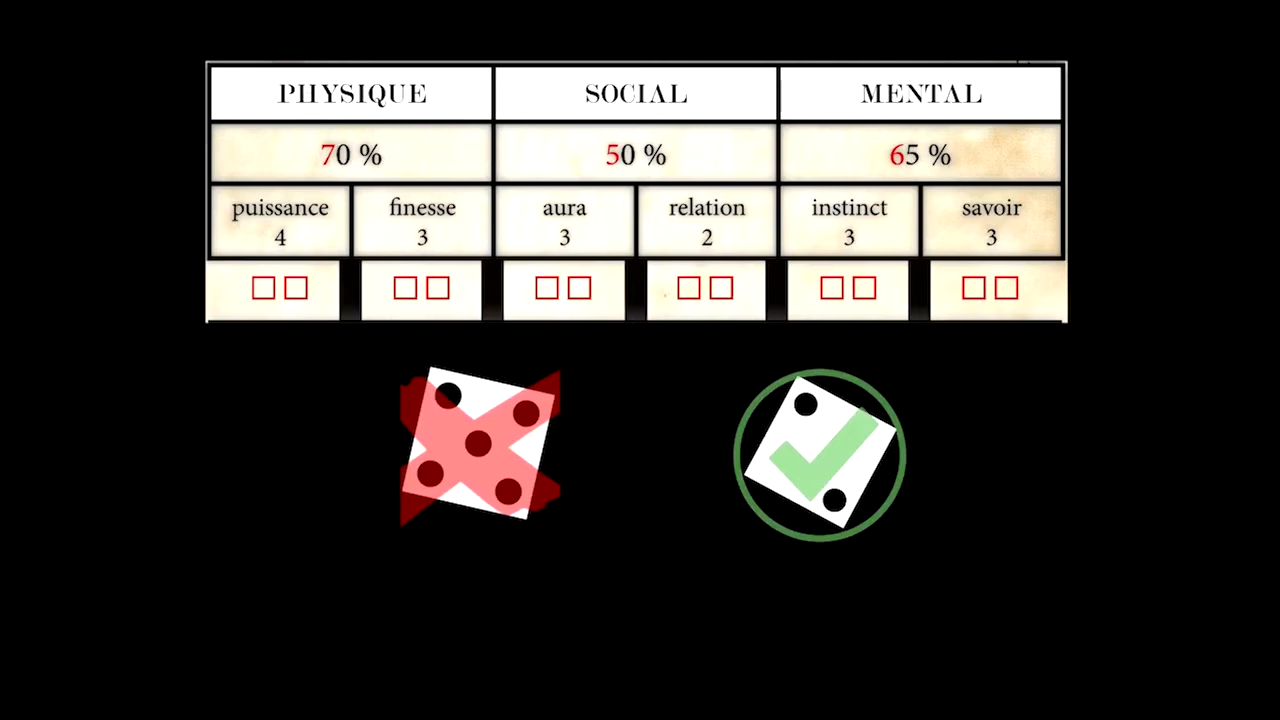 PHYSIQUE SOCIAL MENTAL
70 % 50 % 65 %
puissance finesse aura relation instinct savoir
4 3 3 2 3 3